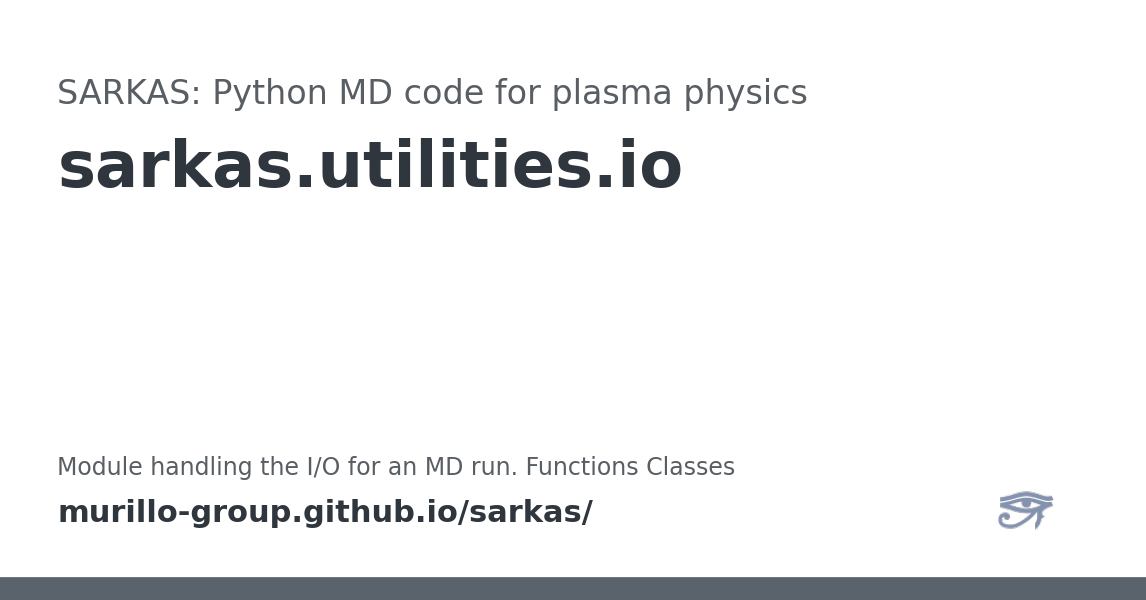 SARKAS: Python MD code for plasma physics
sarkas.utilities.io
Module handling the I/O for an MD run. Functions Classes
murillo-group.github.io/sarkas/